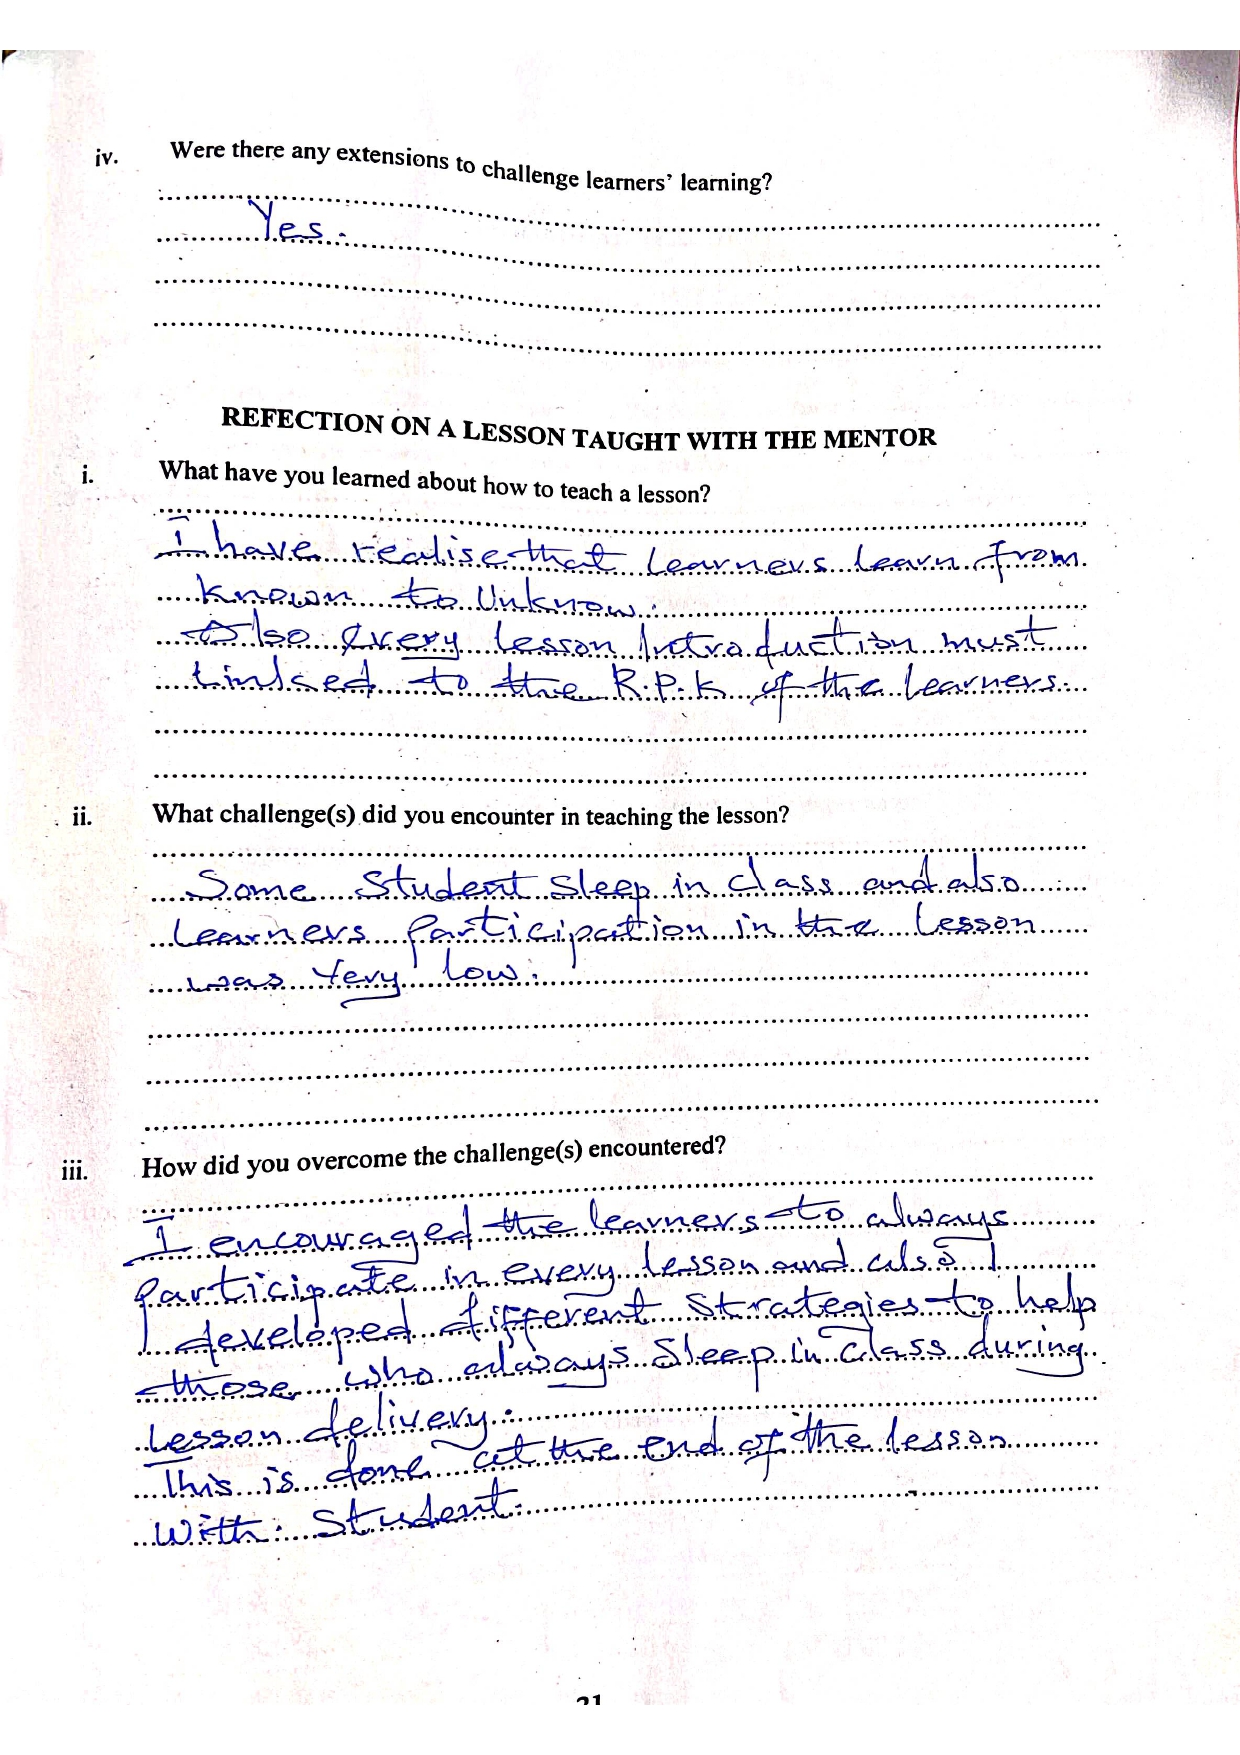 iv. Were there any extensions to challenge learners' learning?
Yes.
REFECTION ON A LESSON TAUGHT WITH THE MENTOR
i. What have you learned about how to teach a lesson?
I have realise that learners learn from
known to Unknow.
Also every lesson Introduction must
linked to the R.P.K of the learners.
ii. What challenge(s) did you encounter in teaching the lesson?
Some Student Sleep in class and also
learners Participation in the lesson
was Very low.
iii. How did you overcome the challenge(s) encountered?
I encouraged the learners to always
Participate in every lesson and also I
developed different Strategies to help
those who always Sleep in Class during
Lesson delivery.
This is done at the end of the lesson
With. Student.
21